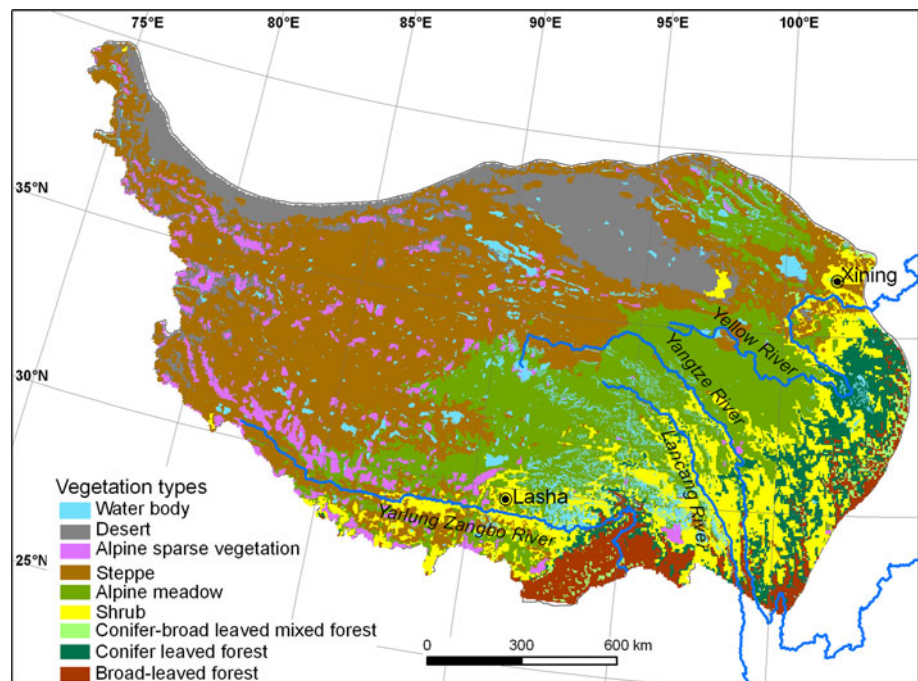 75°E 80°E 85°E 90°E 95°E 100°E
35°N
30°N
25°N
Xining
Yellow River
Yangtze River
Lancang River
Lasha
Yarlung Zangbo River
Vegetation types
Water body
Desert
Alpine sparse vegetation
Steppe
Alpine meadow
Shrub
Conifer-broad leaved mixed forest
Conifer leaved forest
Broad-leaved forest
0 300 600 km